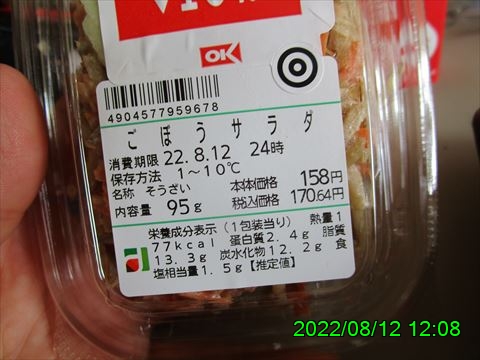 OK
4904577959678
ごぼうサラダ
消費期限 22.8.12 24時
保存方法 1〜10℃
名称 そうざい 本体価格 158円
内容量 95g 税込価格 170.64円
栄養成分表示（1包装当り） 熱量1
77kcal 蛋白質2.4g 脂質
13.3g 炭水化物12.2g 食
塩相当量1.5g【推定値】
2022/08/12 12:08